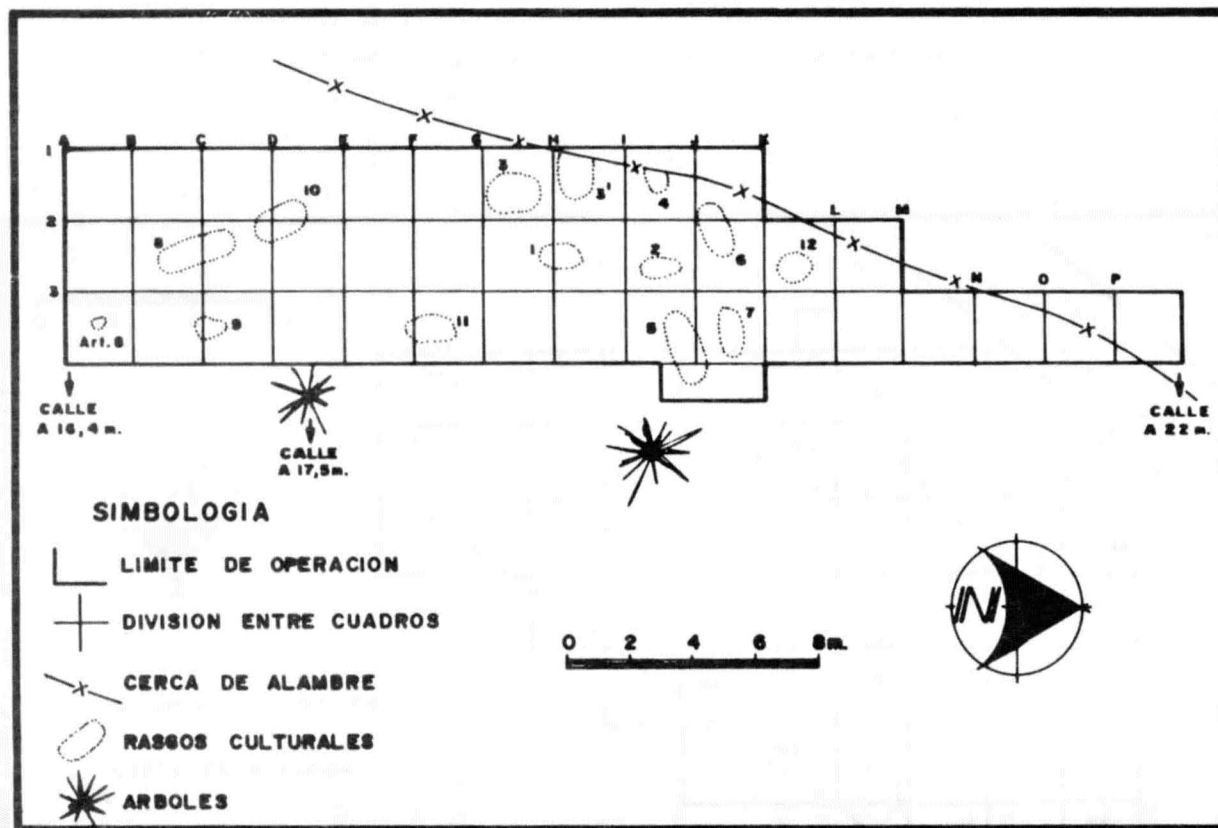 A B C D E F G H I J K
1
3
3'
4
10
2
L M
8
1
2
6
12
3
N O P
Art. 6
9
11
5
7
CALLE
A 16,4 m.
CALLE
A 17,5 m.
CALLE
A 22 m.
SIMBOLOGIA
LIMITE DE OPERACION
DIVISION ENTRE CUADROS
CERCA DE ALAMBRE
RASGOS CULTURALES
ARBOLES
0 2 4 6 8 m.
N